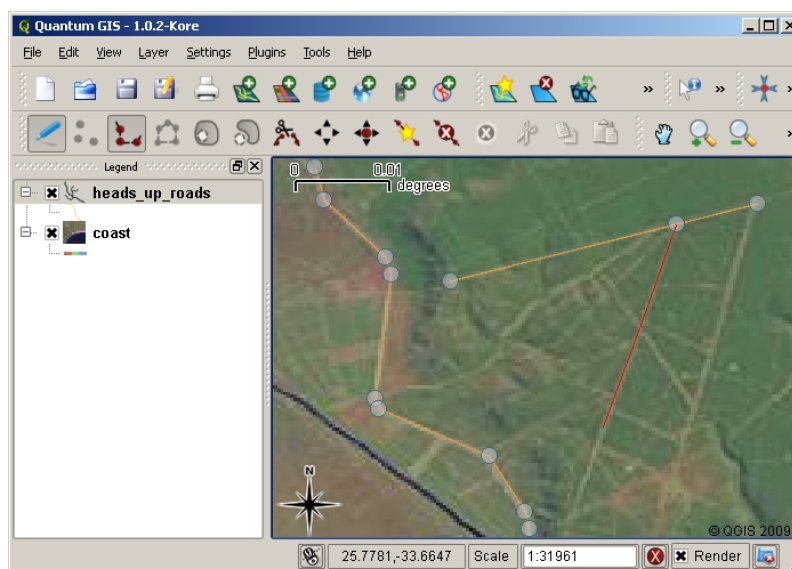 Quantum GIS - 1.0.2-Kore
File Edit View Layer Settings Plugins Tools Help
» » »
»
Legend
heads_up_roads
coast
0 0.01
degrees
N
© QGIS 2009
25.7781,-33.6647 Scale 1:31961 Render